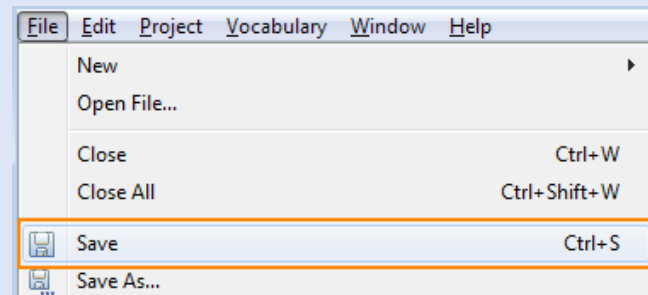 File Edit Project Vocabulary Window Help
New
Open File...
Close Ctrl+W
Close All Ctrl+Shift+W
Save Ctrl+S
Save As...